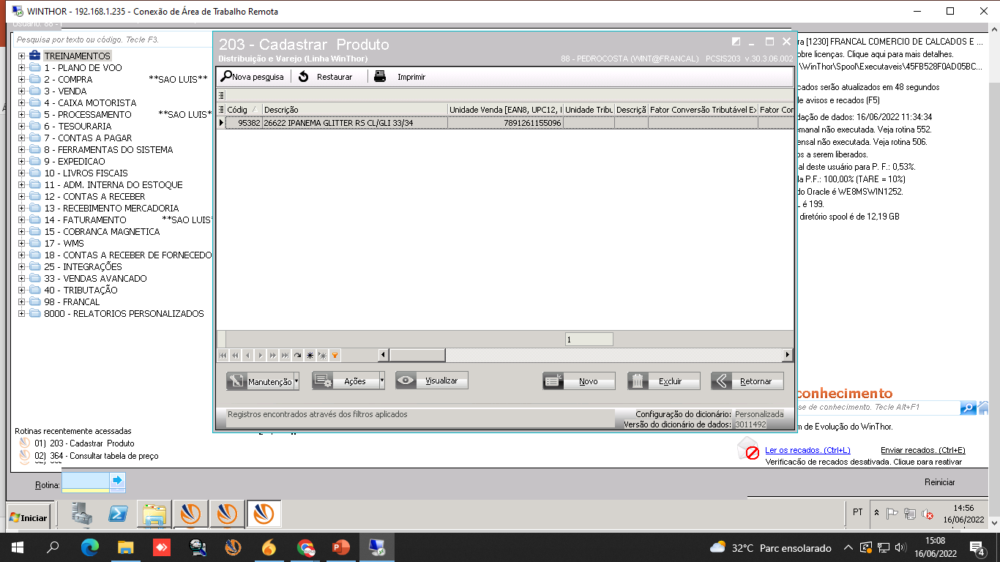 WINTHOR - 192.168.1.235 - Conexão de Área de Trabalho Remota
Pesquisa por texto ou código. Tecle F3.
TREINAMENTOS
1 - PLANO DE VOO
2 - COMPRA **SAO LUIS**
3 - VENDA
4 - CAIXA MOTORISTA
5 - PROCESSAMENTO **SAO LUIS*
6 - TESOURARIA
7 - CONTAS A PAGAR
8 - FERRAMENTAS DO SISTEMA
9 - EXPEDICAO
10 - LIVROS FISCAIS
11 - ADM. INTERNA DO ESTOQUE
12 - CONTAS A RECEBER
13 - RECEBIMENTO MERCADORIA
14 - FATURAMENTO **SAO LUIS*
15 - COBRANCA MAGNETICA
17 - WMS
18 - CONTAS A RECEBER DE FORNECEDO
25 - INTEGRAÇÕES
33 - VENDAS AVANCADO
40 - TRIBUTAÇÃO
98 - FRANCAL
8000 - RELATORIOS PERSONALIZADOS
203 - Cadastrar Produto
Distribuição e Varejo (Linha WinThor)
88 - PEDROCOSTA (WINT@FRANCAL) PCSIS203 v.30.3.06.002
Nova pesquisa Restaurar Imprimir
Códig Descrição Unidade Venda [EAN8, UPC12, I Unidade Tribu Descriçã Fator Conversão Tributável Ex Fator Con
95382 26622 IPANEMA GLITTER RS CL/GLI 33/34 7891261155096
1
Manutenção Ações Visualizar Novo Excluir Retornar
Registros encontrados através dos filtros aplicados
Configuração do dicionário: Personalizada
Versão do dicionário de dados: 3011492
ra [1230] FRANCAL COMERCIO DE CALCADOS E ...
obre licenças. Clique aqui para mais detalhes.
\WinThor\Spool\Executaveis\45FB528F0AD05BC...
cados serão atualizados em 48 segundos
e avisos e recados (F5)
dação de dados: 16/06/2022 11:34:34
manal não executada. Veja rotina 552.
ensal não executada. Veja rotina 506.
os a serem liberados.
al deste usuário para P. F.: 0,53%.
da P.F.: 100,00% (TARE = 10%)
do Oracle é WE8MSWIN1252.
L é 199.
diretório spool é de 12,19 GB
conhecimento
se de conhecimento. Tecle Alt+F1
m de Evolução do WinThor.
Ler os recados. (Ctrl+L) Enviar recados. (Ctrl+E)
Verificação de recados desativada. Clique para reativar
Rotinas recentemente acessadas
01) 203 - Cadastrar Produto
02) 364 - Consultar tabela de preço
Rotina:
Reiniciar
Iniciar
PT
14:56
16/06/2022
32°C Parc ensolarado
15:08
16/06/2022
4